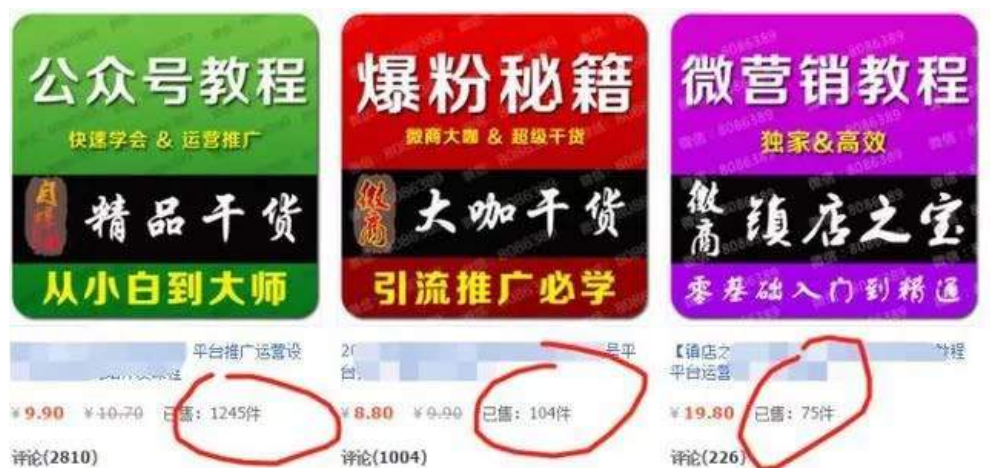 公众号教程
快速学会 & 运营推广
精品干货
从小白到大师
平台推广运营设
¥9.90 ¥10.70 已售：1245件
评论(2810)
爆粉秘籍
微商大咖 & 超级干货
微商
大咖干货
引流推广必学
号平
¥8.80 ¥9.90 已售：104件
评论(1004)
微营销教程
独家&高效
微商
镇店之宝
零基础入门到精通
【镇店之
教程
平台运营
¥19.80 已售：75件
评论(226)